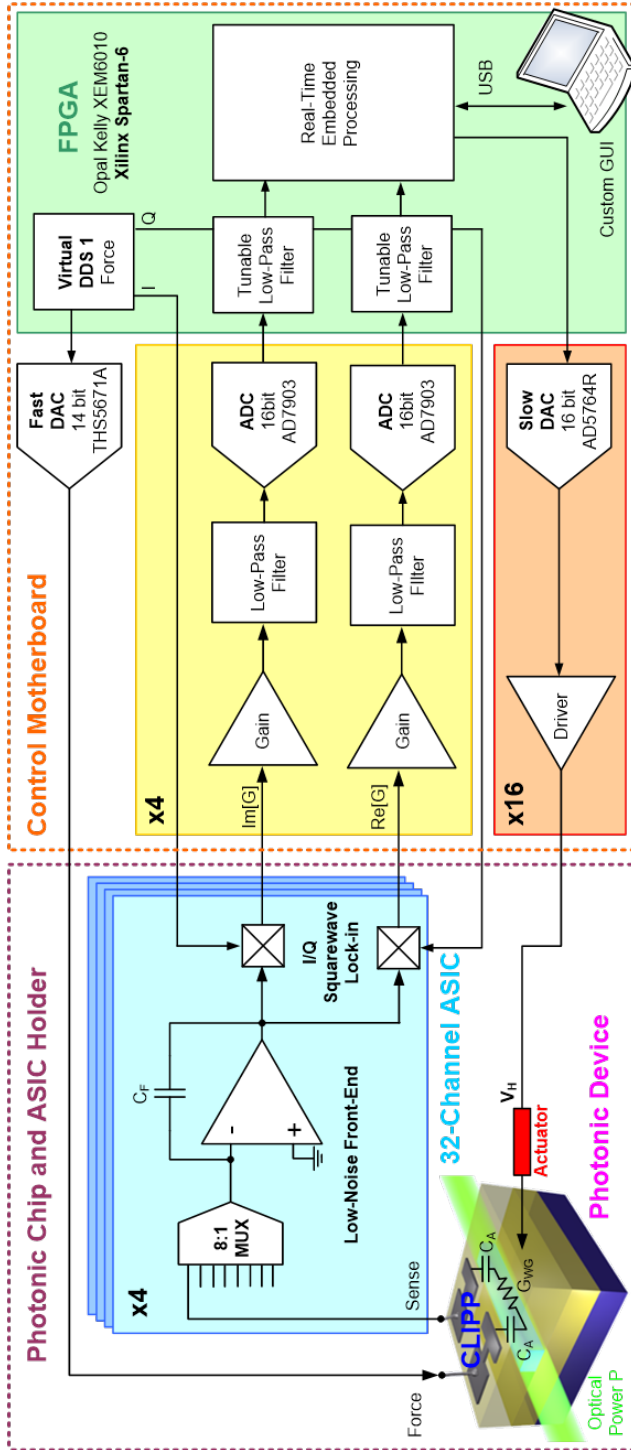 Photonic Chip and ASIC Holder
Control Motherboard
FPGA
Opal Kelly XEM6010
Xilinx Spartan-6
Virtual
DDS 1
Force
I
Q
Fast
DAC
14 bit
THS5671A
x4
8:1
MUX
C_F
-
+
Low-Noise Front-End
I/Q
Squarewave
Lock-in
32-Channel ASIC
x4
Im[G]
Gain
Low-Pass
Filter
ADC
16bit
AD7903
Tunable
Low-Pass
Filter
Re[G]
Gain
Low-Pass
Filter
ADC
16bit
AD7903
Tunable
Low-Pass
Filter
Real-Time
Embedded
Processing
USB
Custom GUI
x16
Slow
DAC
16 bit
AD5764R
Driver
Force
Sense
V_H
Actuator
Photonic Device
CLIPP
C_A
C_A
G_WG
Optical
Power P